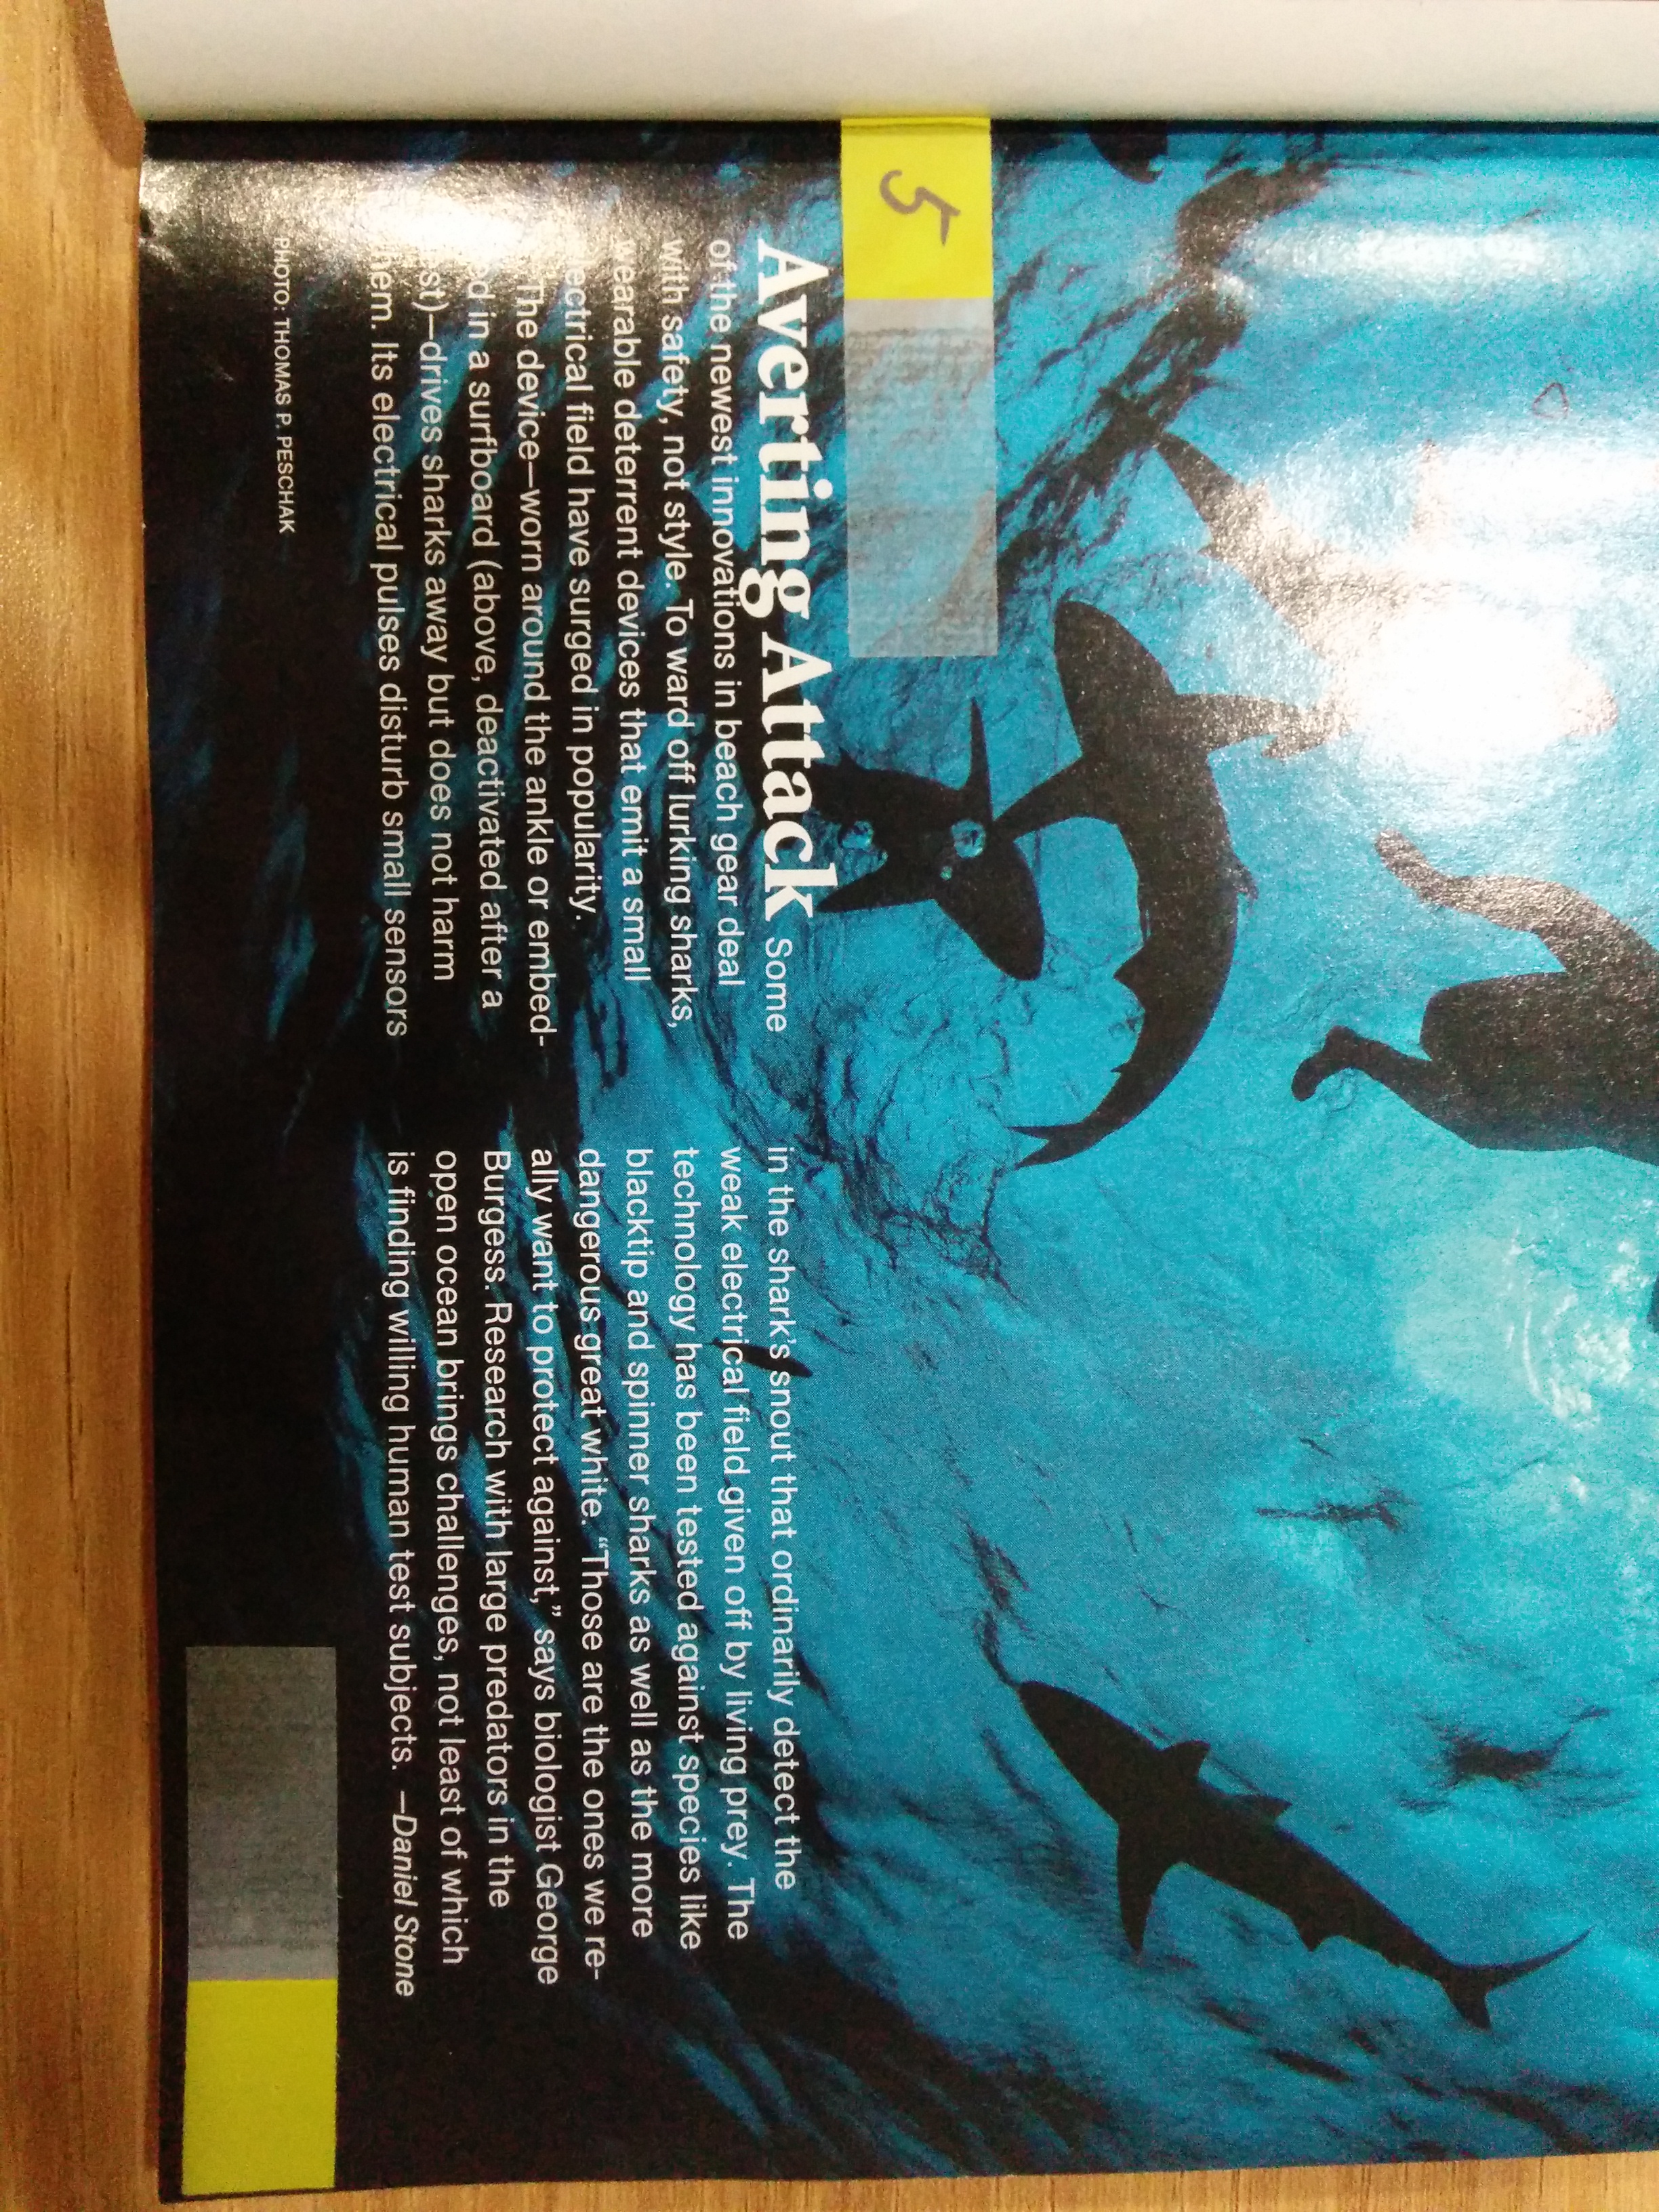 5
Averting Attack Some
of the newest innovations in beach gear deal
with safety, not style. To ward off lurking sharks,
wearable deterrent devices that emit a small
electrical field have surged in popularity.
The device—worn around the ankle or embed-
ed in a surfboard (above, deactivated after a
st)—drives sharks away but does not harm
them. Its electrical pulses disturb small sensors
in the shark's snout that ordinarily detect the
weak electrical field given off by living prey. The
technology has been tested against species like
blacktip and spinner sharks as well as the more
dangerous great white. “Those are the ones we re-
ally want to protect against,” says biologist George
Burgess. Research with large predators in the
open ocean brings challenges, not least of which
is finding willing human test subjects. —Daniel Stone
PHOTO: THOMAS P. PESCHAK